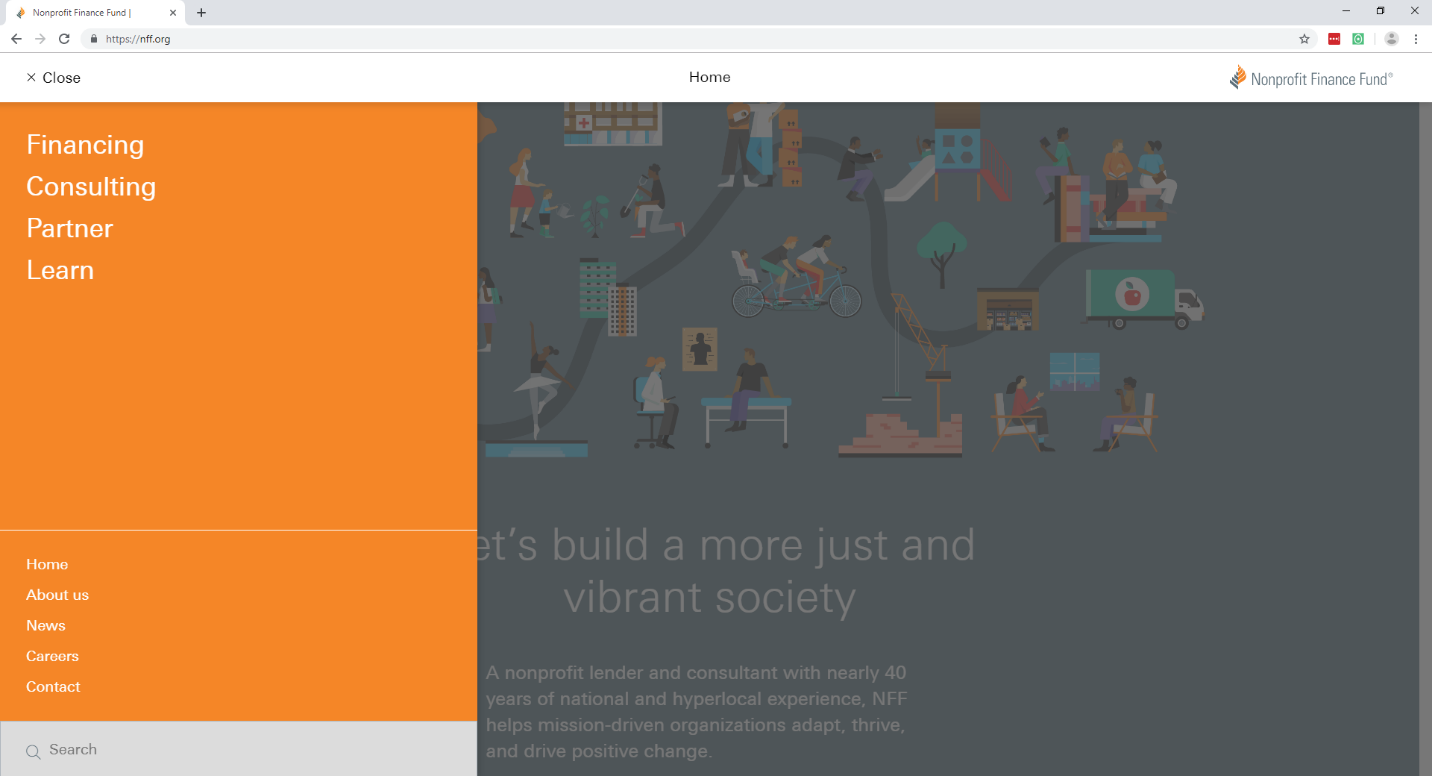 Nonprofit Finance Fund |
https://nff.org
Close
Home
Nonprofit Finance Fund®
Financing
Consulting
Partner
Learn
Home
About us
News
Careers
Contact
Search
et’s build a more just and
vibrant society
A nonprofit lender and consultant with nearly 40
years of national and hyperlocal experience, NFF
helps mission-driven organizations adapt, thrive,
and drive positive change.